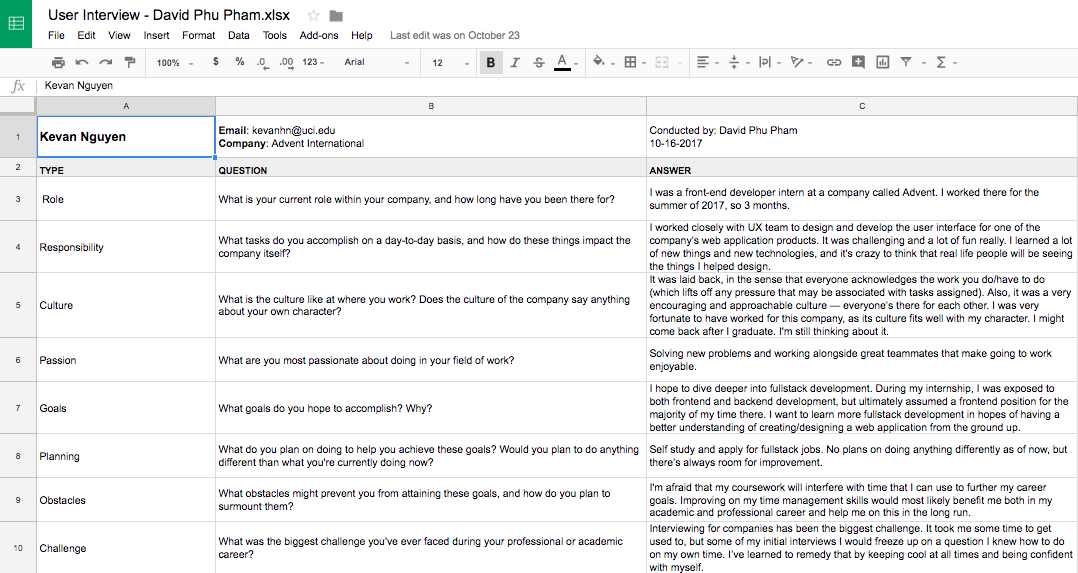 User Interview - David Phu Pham.xlsx
File Edit View Insert Format Data Tools Add-ons Help Last edit was on October 23
100% $ % .0 .00 123 Arial 12 B I S A
fx Kevan Nguyen
A B C
1 Kevan Nguyen
Email: kevanhn@uci.edu
Company: Advent International
Conducted by: David Phu Pham
10-16-2017
2 TYPE QUESTION ANSWER
3 Role
What is your current role within your company, and how long have you been there for?
I was a front-end developer intern at a company called Advent. I worked there for the
summer of 2017, so 3 months.
4 Responsibility
What tasks do you accomplish on a day-to-day basis, and how do these things impact the
company itself?
I worked closely with UX team to design and develop the user interface for one of the
company's web application products. It was challenging and a lot of fun really. I learned a lot
of new things and new technologies, and it's crazy to think that real life people will be seeing
the things I helped design.
5 Culture
What is the culture like at where you work? Does the culture of the company say anything
about your own character?
It was laid back, in the sense that everyone acknowledges the work you do/have to do
(which lifts off any pressure that may be associated with tasks assigned). Also, it was a very
encouraging and approachable culture — everyone's there for each other. I was very
fortunate to have worked for this company, as its culture fits well with my character. I might
come back after I graduate. I'm still thinking about it.
6 Passion
What are you most passionate about doing in your field of work?
Solving new problems and working alongside great teammates that make going to work
enjoyable.
7 Goals
What goals do you hope to accomplish? Why?
I hope to dive deeper into fullstack development. During my internship, I was exposed to
both frontend and backend development, but ultimately assumed a frontend position for the
majority of my time there. I want to learn more fullstack development in hopes of having a
better understanding of creating/designing a web application from the ground up.
8 Planning
What do you plan on doing to help you achieve these goals? Would you plan to do anything
different than what you're currently doing now?
Self study and apply for fullstack jobs. No plans on doing anything differently as of now, but
there's always room for improvement.
9 Obstacles
What obstacles might prevent you from attaining these goals, and how do you plan to
surmount them?
I'm afraid that my coursework will interfere with time that I can use to further my career
goals. Improving on my time management skills would most likely benefit me both in my
academic and professional career and help me on this in the long run.
10 Challenge
What was the biggest challenge you've ever faced during your professional or academic
career?
Interviewing for companies has been the biggest challenge. It took me some time to get
used to, but some of my initial interviews I would freeze up on a question I knew how to do
on my own time. I've learned to remedy that by keeping cool at all times and being confident
with myself.